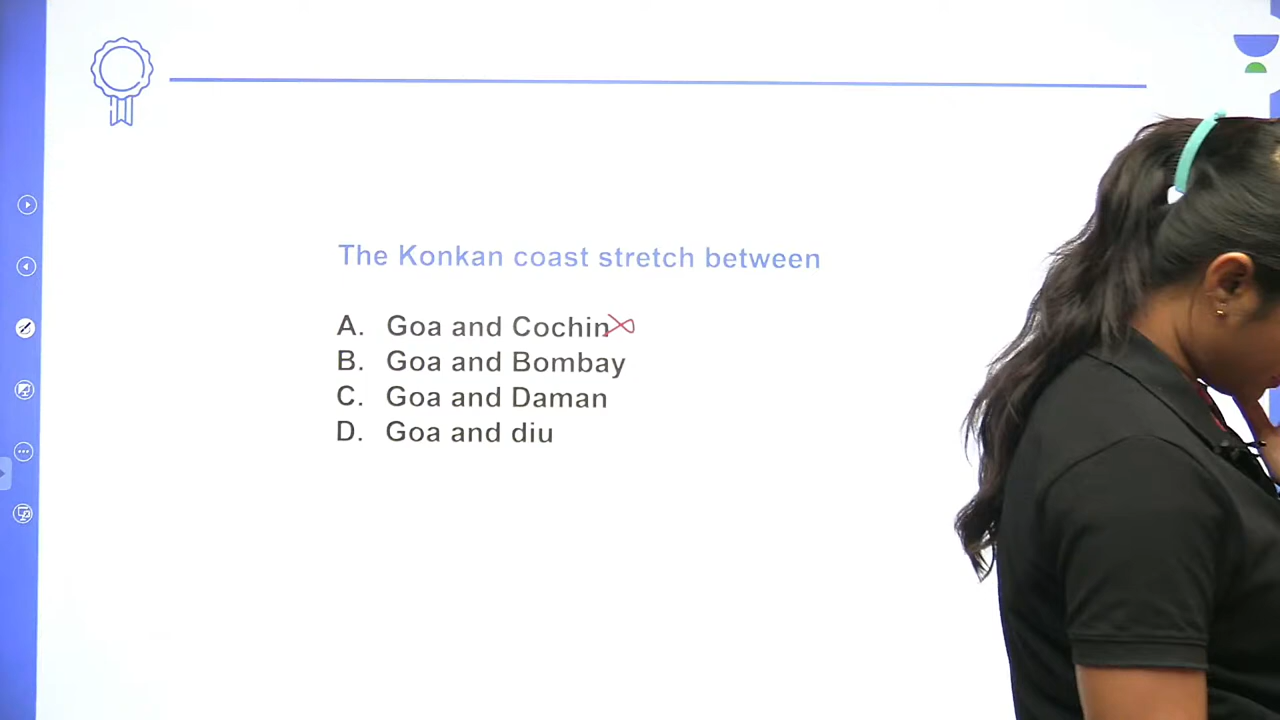 The Konkan coast stretch between
A. Goa and Cochin
B. Goa and Bombay
C. Goa and Daman
D. Goa and diu